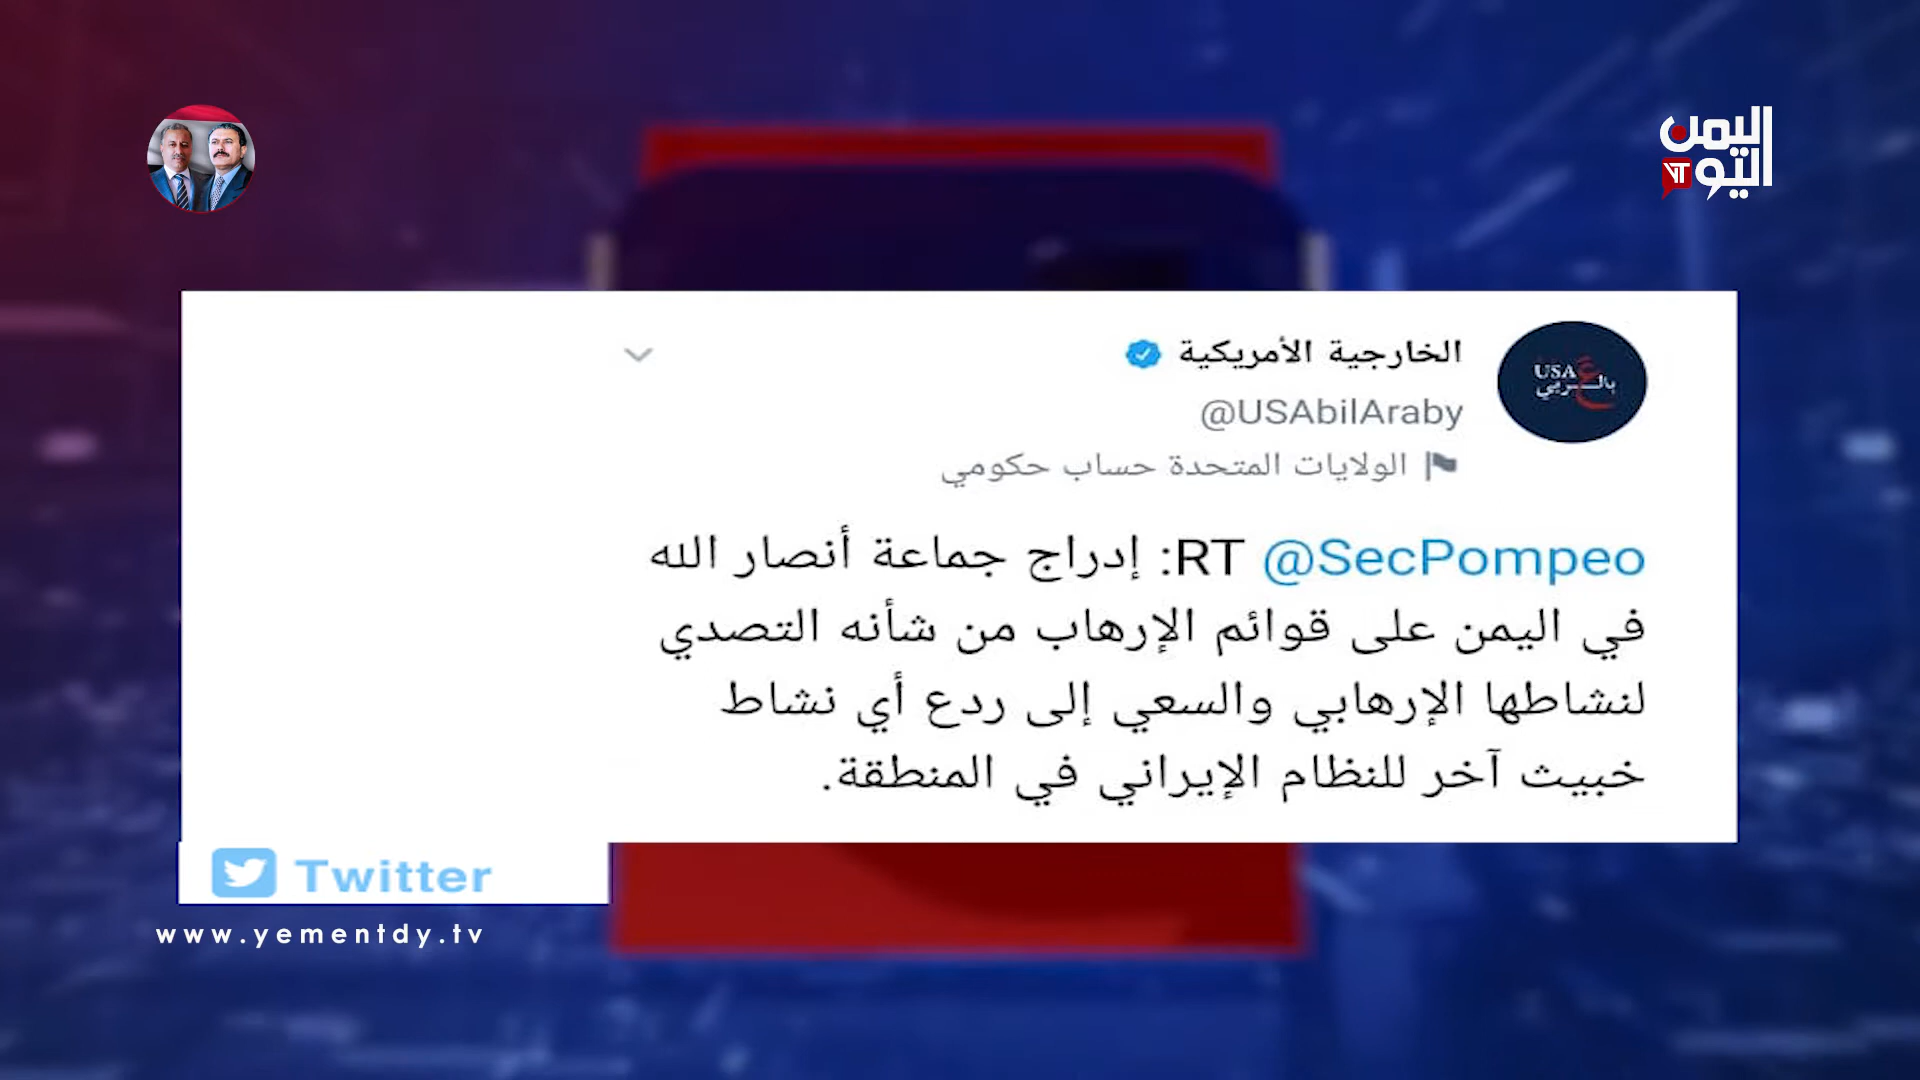 اليمن
اليوم
YT
الخارجية الأمريكية
@USAbilAraby
الولايات المتحدة حساب حكومي
USA
بالعربي
RT @SecPompeo: إدراج جماعة أنصار الله
في اليمن على قوائم الإرهاب من شأنه التصدي
لنشاطها الإرهابي والسعي إلى ردع أي نشاط
خبيث آخر للنظام الإيراني في المنطقة.
Twitter
www.yementdy.tv